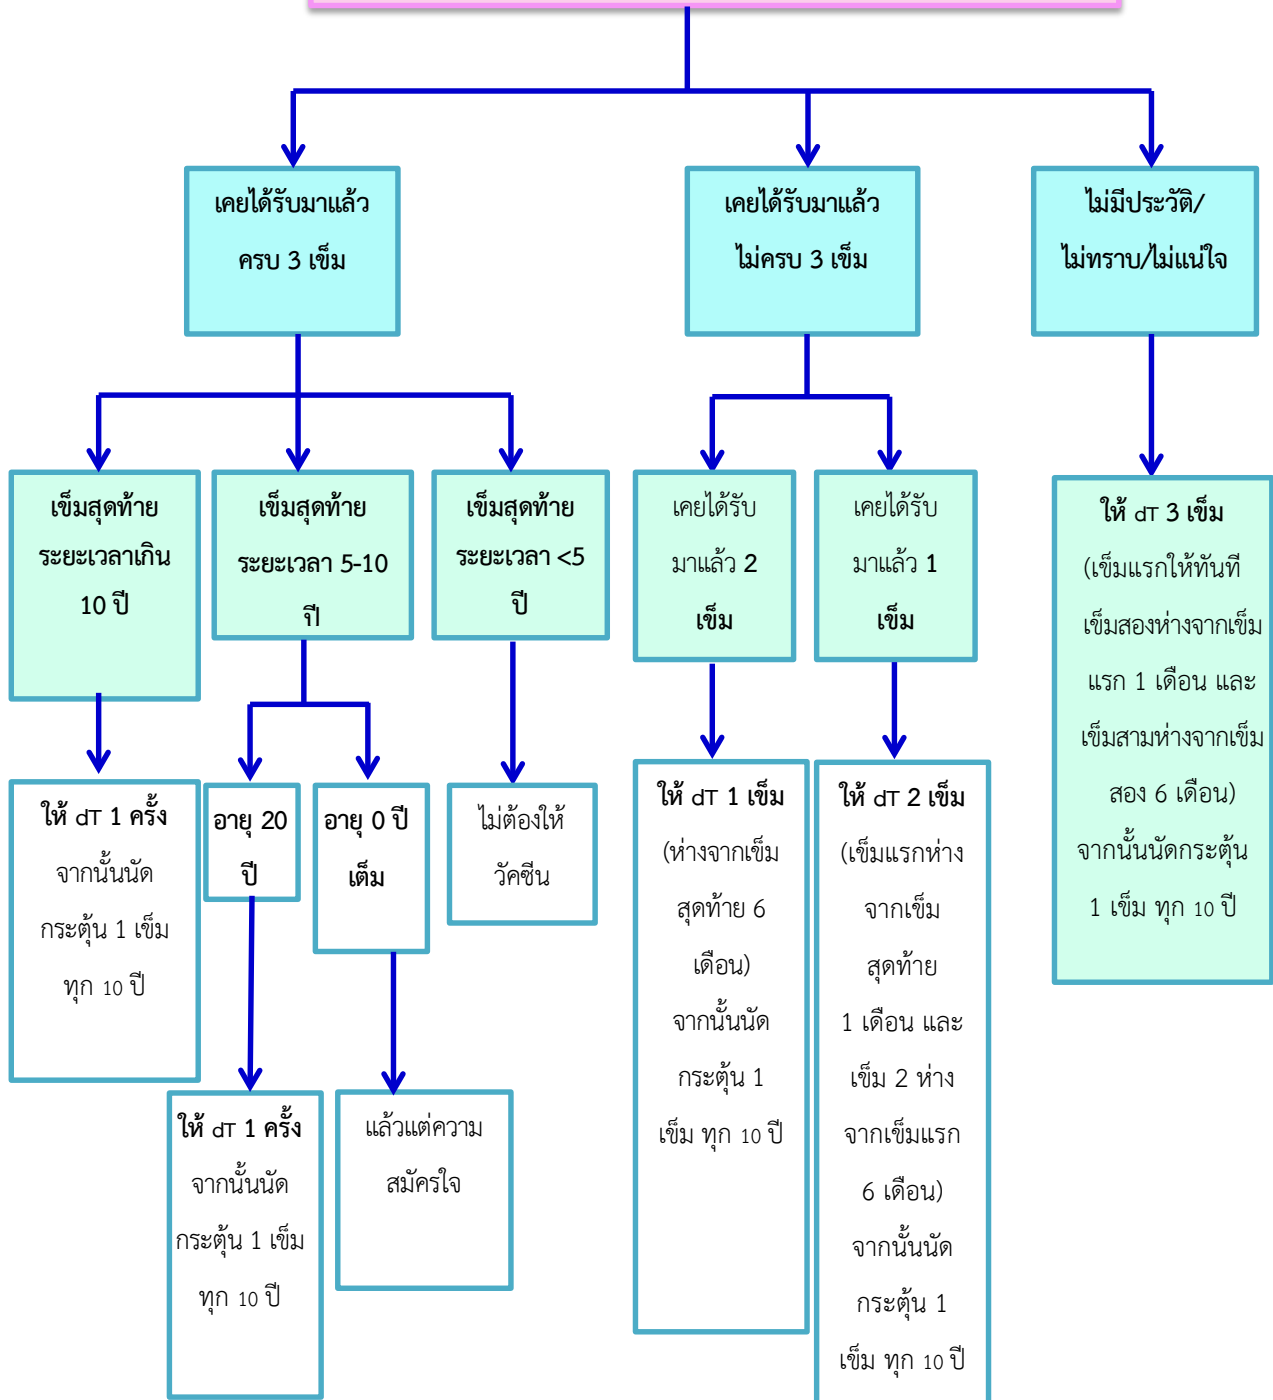 เคยได้รับมาแล้ว
ครบ 3 เข็ม
เคยได้รับมาแล้ว
ไม่ครบ 3 เข็ม
ไม่มีประวัติ/
ไม่ทราบ/ไม่แน่ใจ
เข็มสุดท้าย
ระยะเวลาเกิน
10 ปี
เข็มสุดท้าย
ระยะเวลา 5-10
ปี
เข็มสุดท้าย
ระยะเวลา <5
ปี
เคยได้รับ
มาแล้ว 2
เข็ม
เคยได้รับ
มาแล้ว 1
เข็ม
ให้ dT 3 เข็ม
(เข็มแรกให้ทันที
เข็มสองห่างจากเข็ม
แรก 1 เดือน และ
เข็มสามห่างจากเข็ม
สอง 6 เดือน)
จากนั้นนัดกระตุ้น
1 เข็ม ทุก 10 ปี
ให้ dT 1 ครั้ง
จากนั้นนัด
กระตุ้น 1 เข็ม
ทุก 10 ปี
อายุ 20
ปี
อายุ 0 ปี
เต็ม
ไม่ต้องให้
วัคซีน
ให้ dT 1 เข็ม
(ห่างจากเข็ม
สุดท้าย 6
เดือน)
จากนั้นนัด
กระตุ้น 1
เข็ม ทุก 10 ปี
ให้ dT 2 เข็ม
(เข็มแรกห่าง
จากเข็ม
สุดท้าย
1 เดือน และ
เข็ม 2 ห่าง
จากเข็มแรก
6 เดือน)
จากนั้นนัด
กระตุ้น 1
เข็ม ทุก 10 ปี
ให้ dT 1 ครั้ง
จากนั้นนัด
กระตุ้น 1 เข็ม
ทุก 10 ปี
แล้วแต่ความ
สมัครใจ